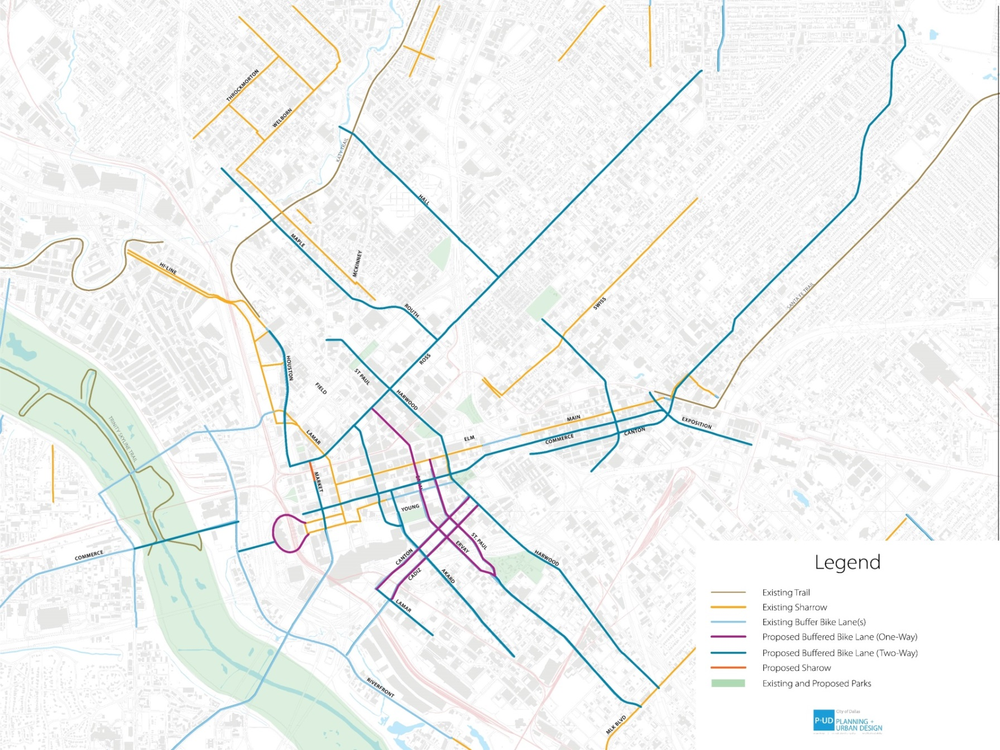 THROCKMORTON
WELBORN
KATY TRAIL
HALL
MAPLE
MCKINNEY
HI-LINE
SWISS
SANTA FE TRAIL
ROUTH
HOUSTON
ROSS
ST PAUL
FIELD
HARWOOD
MAIN
EXPOSITION
TRINITY SKYLINE TRAIL
LAMAR
ELM
COMMERCE
CANTON
MARKET
YOUNG
ST. PAUL
ERVAY
COMMERCE
CANTON
CADIZ
AKARD
HARWOOD
LAMAR
RIVERFRONT
MLK BLVD
Legend
Existing Trail
Existing Sharrow
Existing Buffer Bike Lane(s)
Proposed Buffered Bike Lane (One-Way)
Proposed Buffered Bike Lane (Two-Way)
Proposed Sharow
Existing and Proposed Parks
City of Dallas
P+UD PLANNING +
URBAN DESIGN